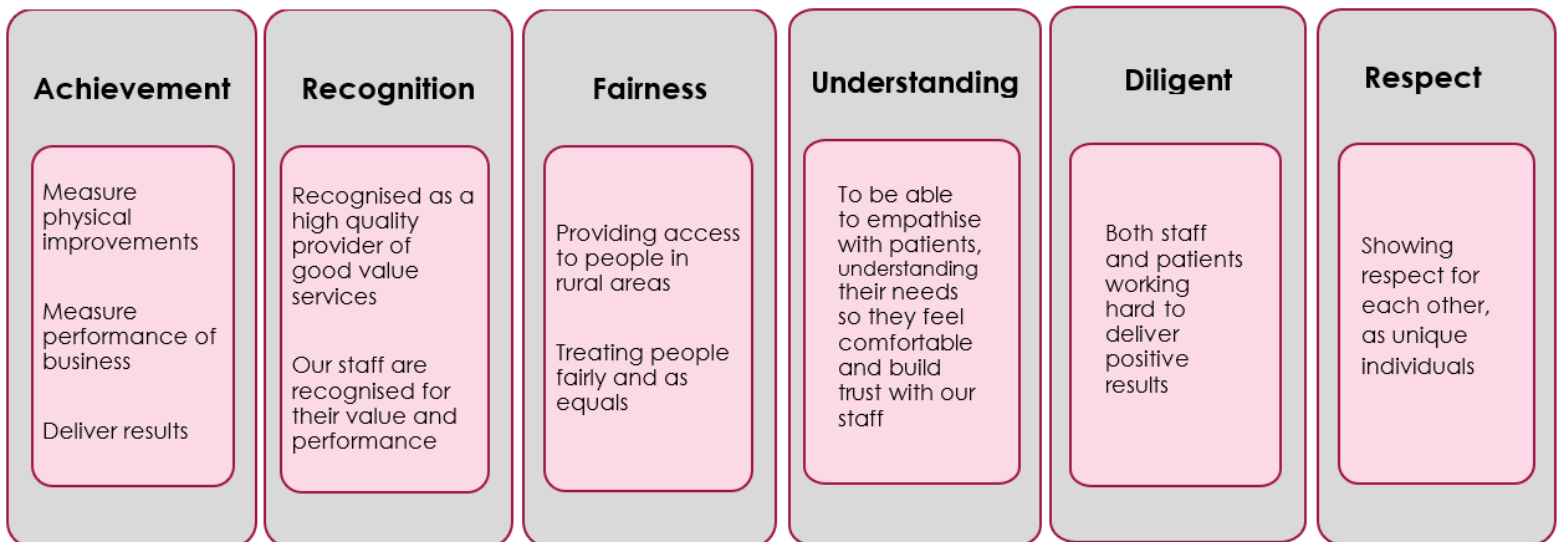 Achievement
Measure
physical
improvements
Measure
performance of
business
Deliver results
Recognition
Recognised as a
high quality
provider of
good value
services
Our staff are
recognised for
their value and
performance
Fairness
Providing access
to people in
rural areas
Treating people
fairly and as
equals
Understanding
To be able
to empathise
with patients,
understanding
their needs
so they feel
comfortable
and build
trust with our
staff
Diligent
Both staff
and patients
working
hard to
deliver
positive
results
Respect
Showing
respect for
each other,
as unique
individuals